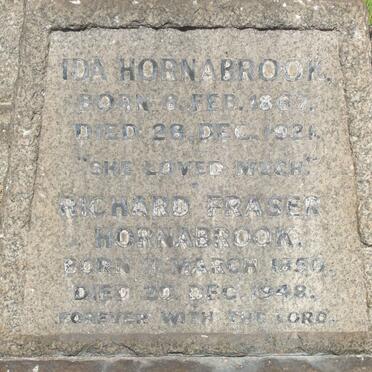 IDA HORNABROOK.
BORN 6 FEB. 1867.
DIED 28 DEC. 1921.
"SHE LOVED MUCH."
RICHARD FRASER
HORNABROOK.
BORN MARCH 1850.
DIED 20 DEC. 1948.
FOREVER WITH THE LORD.